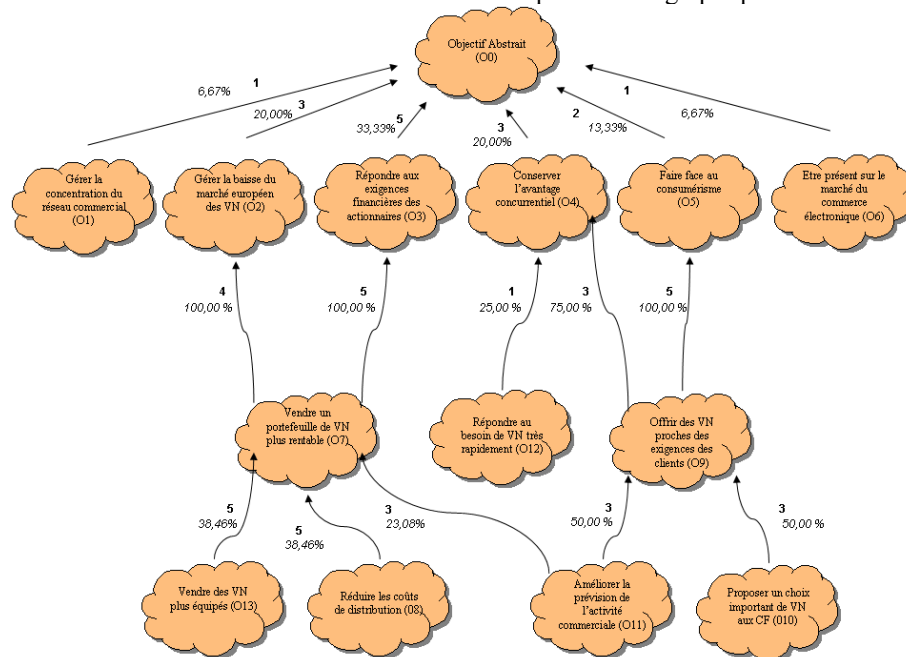 Objectif Abstrait
(O0)
1
6,67%
3
20,00%
5
33,33%
3
20,00%
2
13,33%
1
6,67%
Gérer la
concentration du
réseau commercial
(O1)
Gérer la baisse du
marché européen
des VN (O2)
Répondre aux
exigences
financières des
actionnaires (O3)
Conserver
l'avantage
concurrentiel (O4)
Faire face au
consumérisme
(O5)
Etre présent sur le
marché du
commerce
électronique (O6)
4
100,00 %
5
100,00 %
1
25,00 %
3
75,00 %
5
100,00 %
Vendre un
portefeuille de VN
plus rentable (O7)
Répondre au
besoin de VN très
rapidement (O12)
Offrir des VN
proches des
exigences des
clients (O9)
5
38,46%
5
38,46%
3
23,08%
3
50,00 %
3
50,00 %
Vendre des VN
plus équipés (O13)
Réduire les coûts
de distribution (08)
Améliorer la
prévision de
l'activité
commerciale (O11)
Proposer un choix
important de VN
aux CF (010)